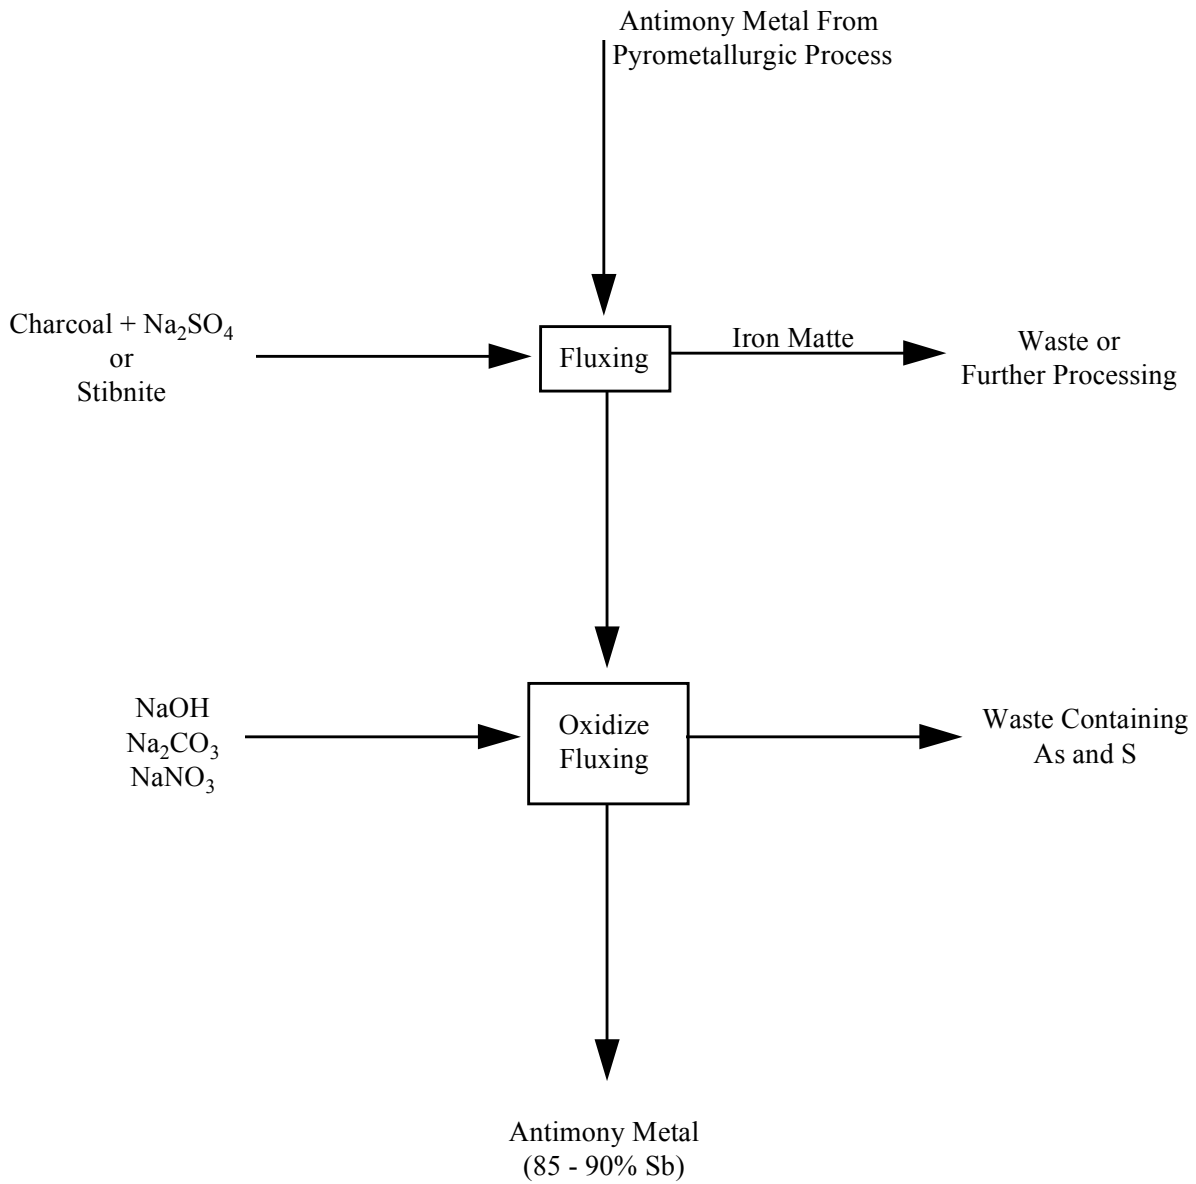 Antimony Metal From
Pyrometallurgic Process
Charcoal + Na₂SO₄
or
Stibnite
Fluxing
Iron Matte
Waste or
Further Processing
NaOH
Na₂CO₃
NaNO₃
Oxidize
Fluxing
Waste Containing
As and S
Antimony Metal
(85 - 90% Sb)